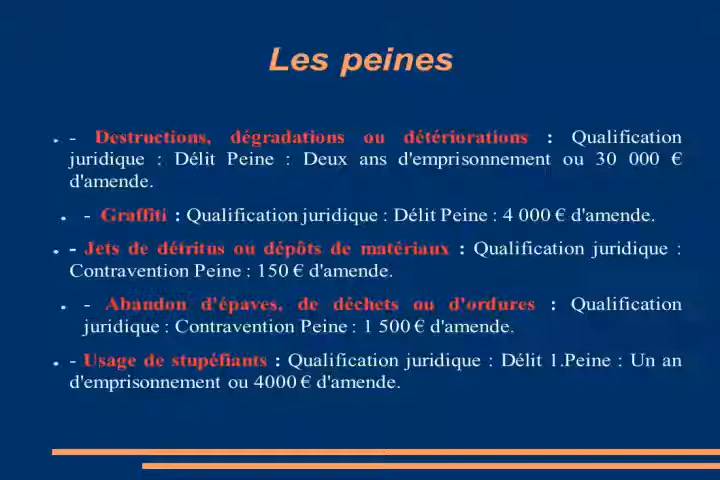 Les peines
- Destructions, dégradations ou détériorations : Qualification
juridique : Délit Peine : Deux ans d'emprisonnement ou 30 000 €
d'amende.
- Graffiti : Qualification juridique : Délit Peine : 4 000 € d'amende.
- Jets de détritus ou dépôts de matériaux : Qualification juridique :
Contravention Peine : 150 € d'amende.
- Abandon d'épaves, de déchets ou d'ordures : Qualification
juridique : Contravention Peine : 1 500 € d'amende.
- Usage de stupéfiants : Qualification juridique : Délit 1.Peine : Un an
d'emprisonnement ou 4000 € d'amende.